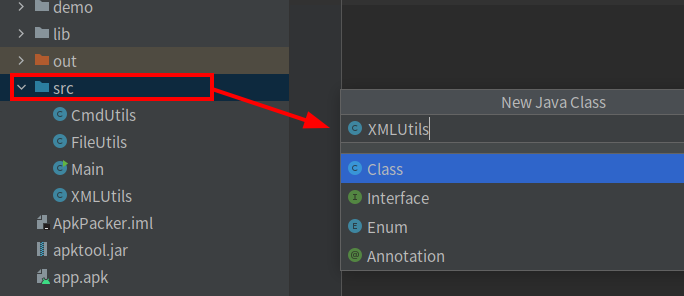 demo
lib
out
src
CmdUtils
FileUtils
Main
XMLUtils
ApkPacker.iml
apktool.jar
app.apk
New Java Class
C XMLUtils
C Class
I Interface
E Enum
@ Annotation